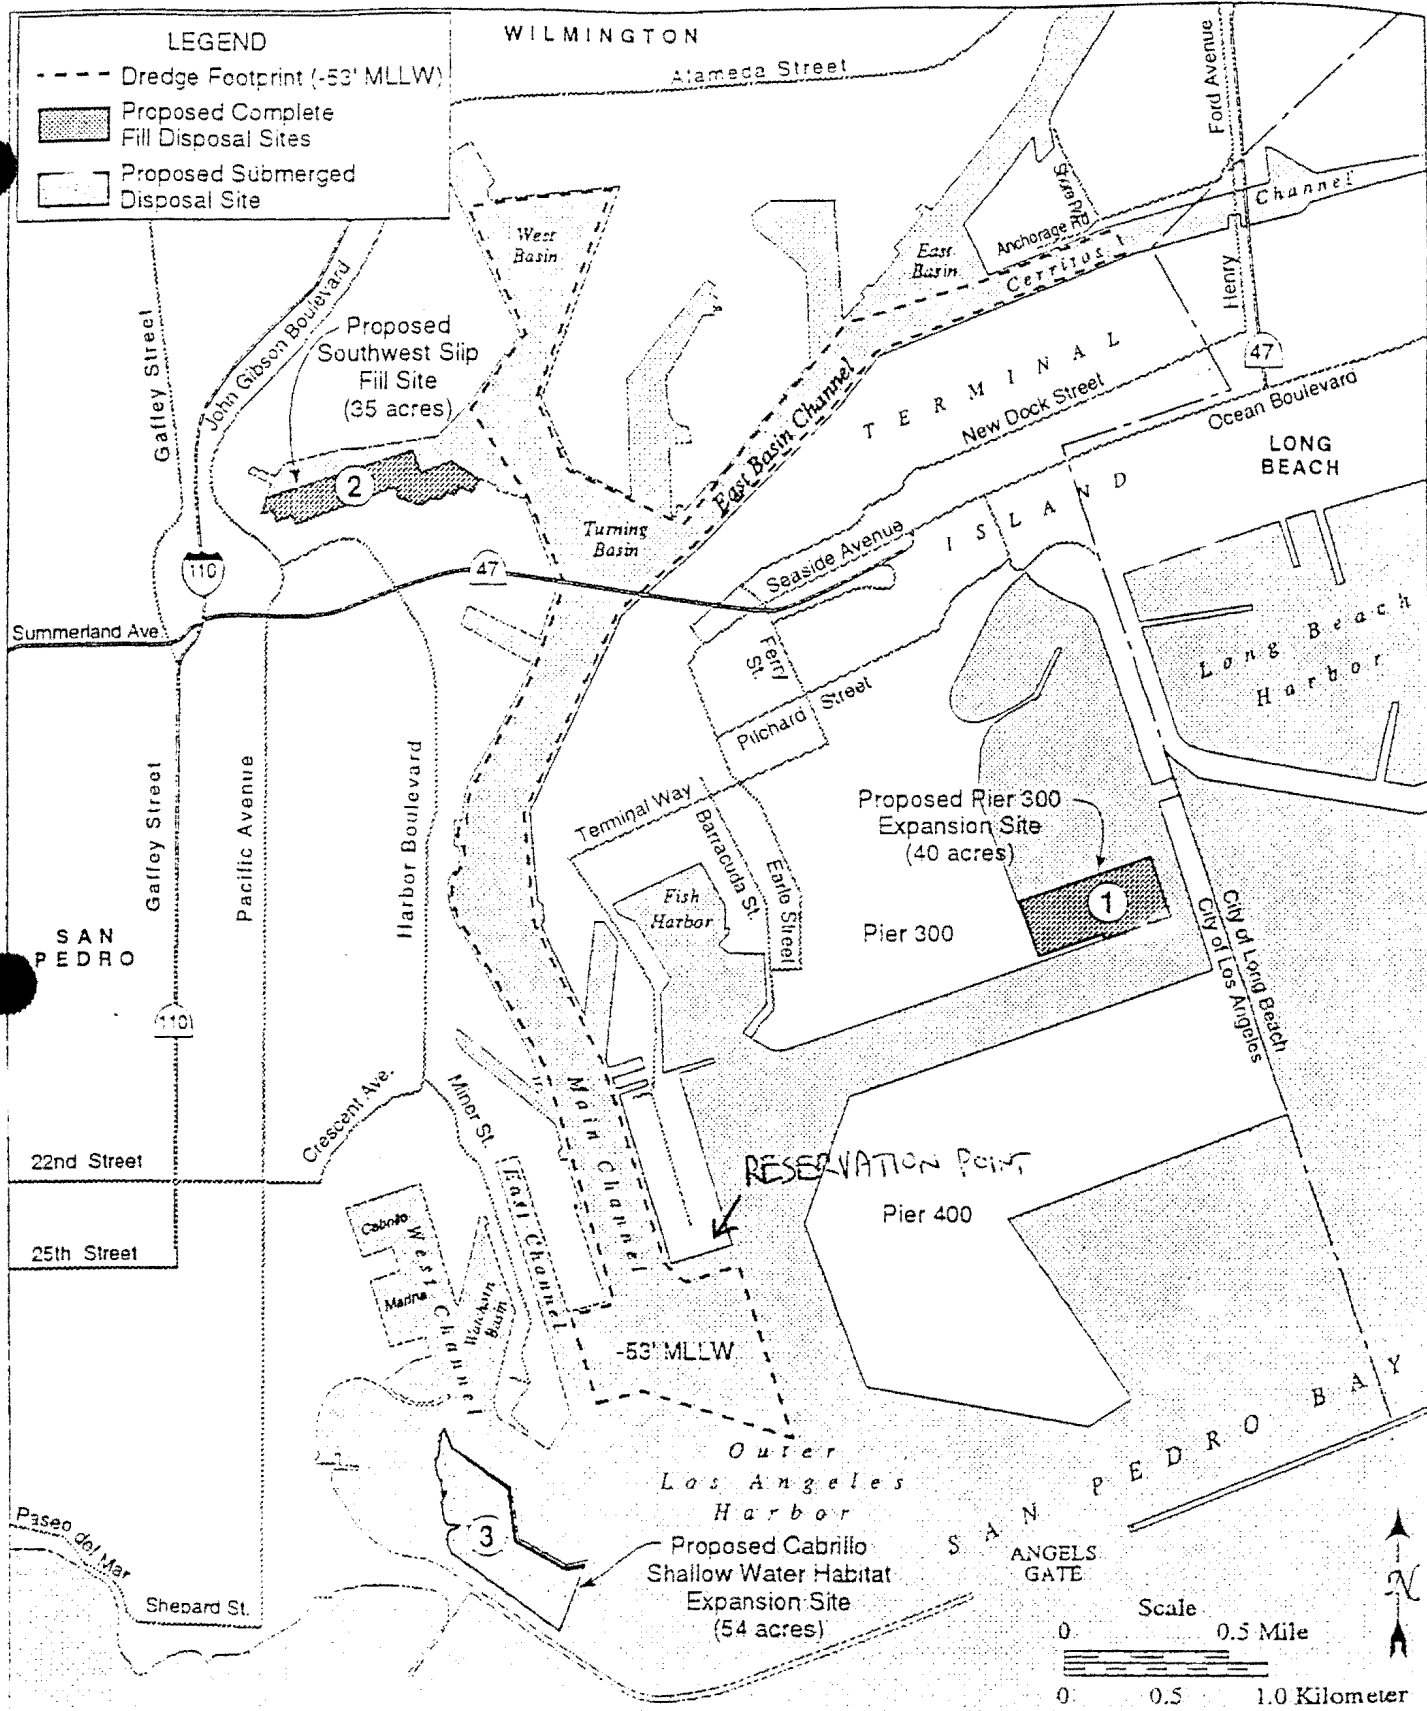 LEGEND
Dredge Footprint (-53' MLLW)
Proposed Complete
Fill Disposal Sites
Proposed Submerged
Disposal Site
WILMINGTON
Alameda Street
Ford Avenue
Shore Rd
Anchorage Rd
Channel
Cerritos
East
Basin
Henry
West
Basin
Gaffey Street
John Gibson Boulevard
Proposed
Southwest Slip
Fill Site
(35 acres)
2
Turning
Basin
East Basin Channel
TERMINAL
New Dock Street
47
Ocean Boulevard
LONG
BEACH
ISLAND
Seaside Avenue
110
47
Summerland Ave
Ferry
St.
Pilchard Street
Long Beach
Harbor
Gaffey Street
Pacific Avenue
Harbor Boulevard
Terminal Way
Barracuda St.
Earle Street
Fish
Harbor
Proposed Pier 300
Expansion Site
(40 acres)
1
Pier 300
City of Long Beach
City of Los Angeles
SAN
PEDRO
110
Crescent Ave.
Miner St.
Main Channel
22nd Street
25th Street
RESERVATION POINT
Pier 400
Cabrillo
Marina
West Channel
Watchorn
Basin
East Channel
-53' MLLW
Outer
Los Angeles
Harbor
SAN PEDRO BAY
3
Proposed Cabrillo
Shallow Water Habitat
Expansion Site
(54 acres)
ANGELS
GATE
Paseo del Mar
Shepard St.
N
Scale
0 0.5 Mile
0 0.5 1.0 Kilometer